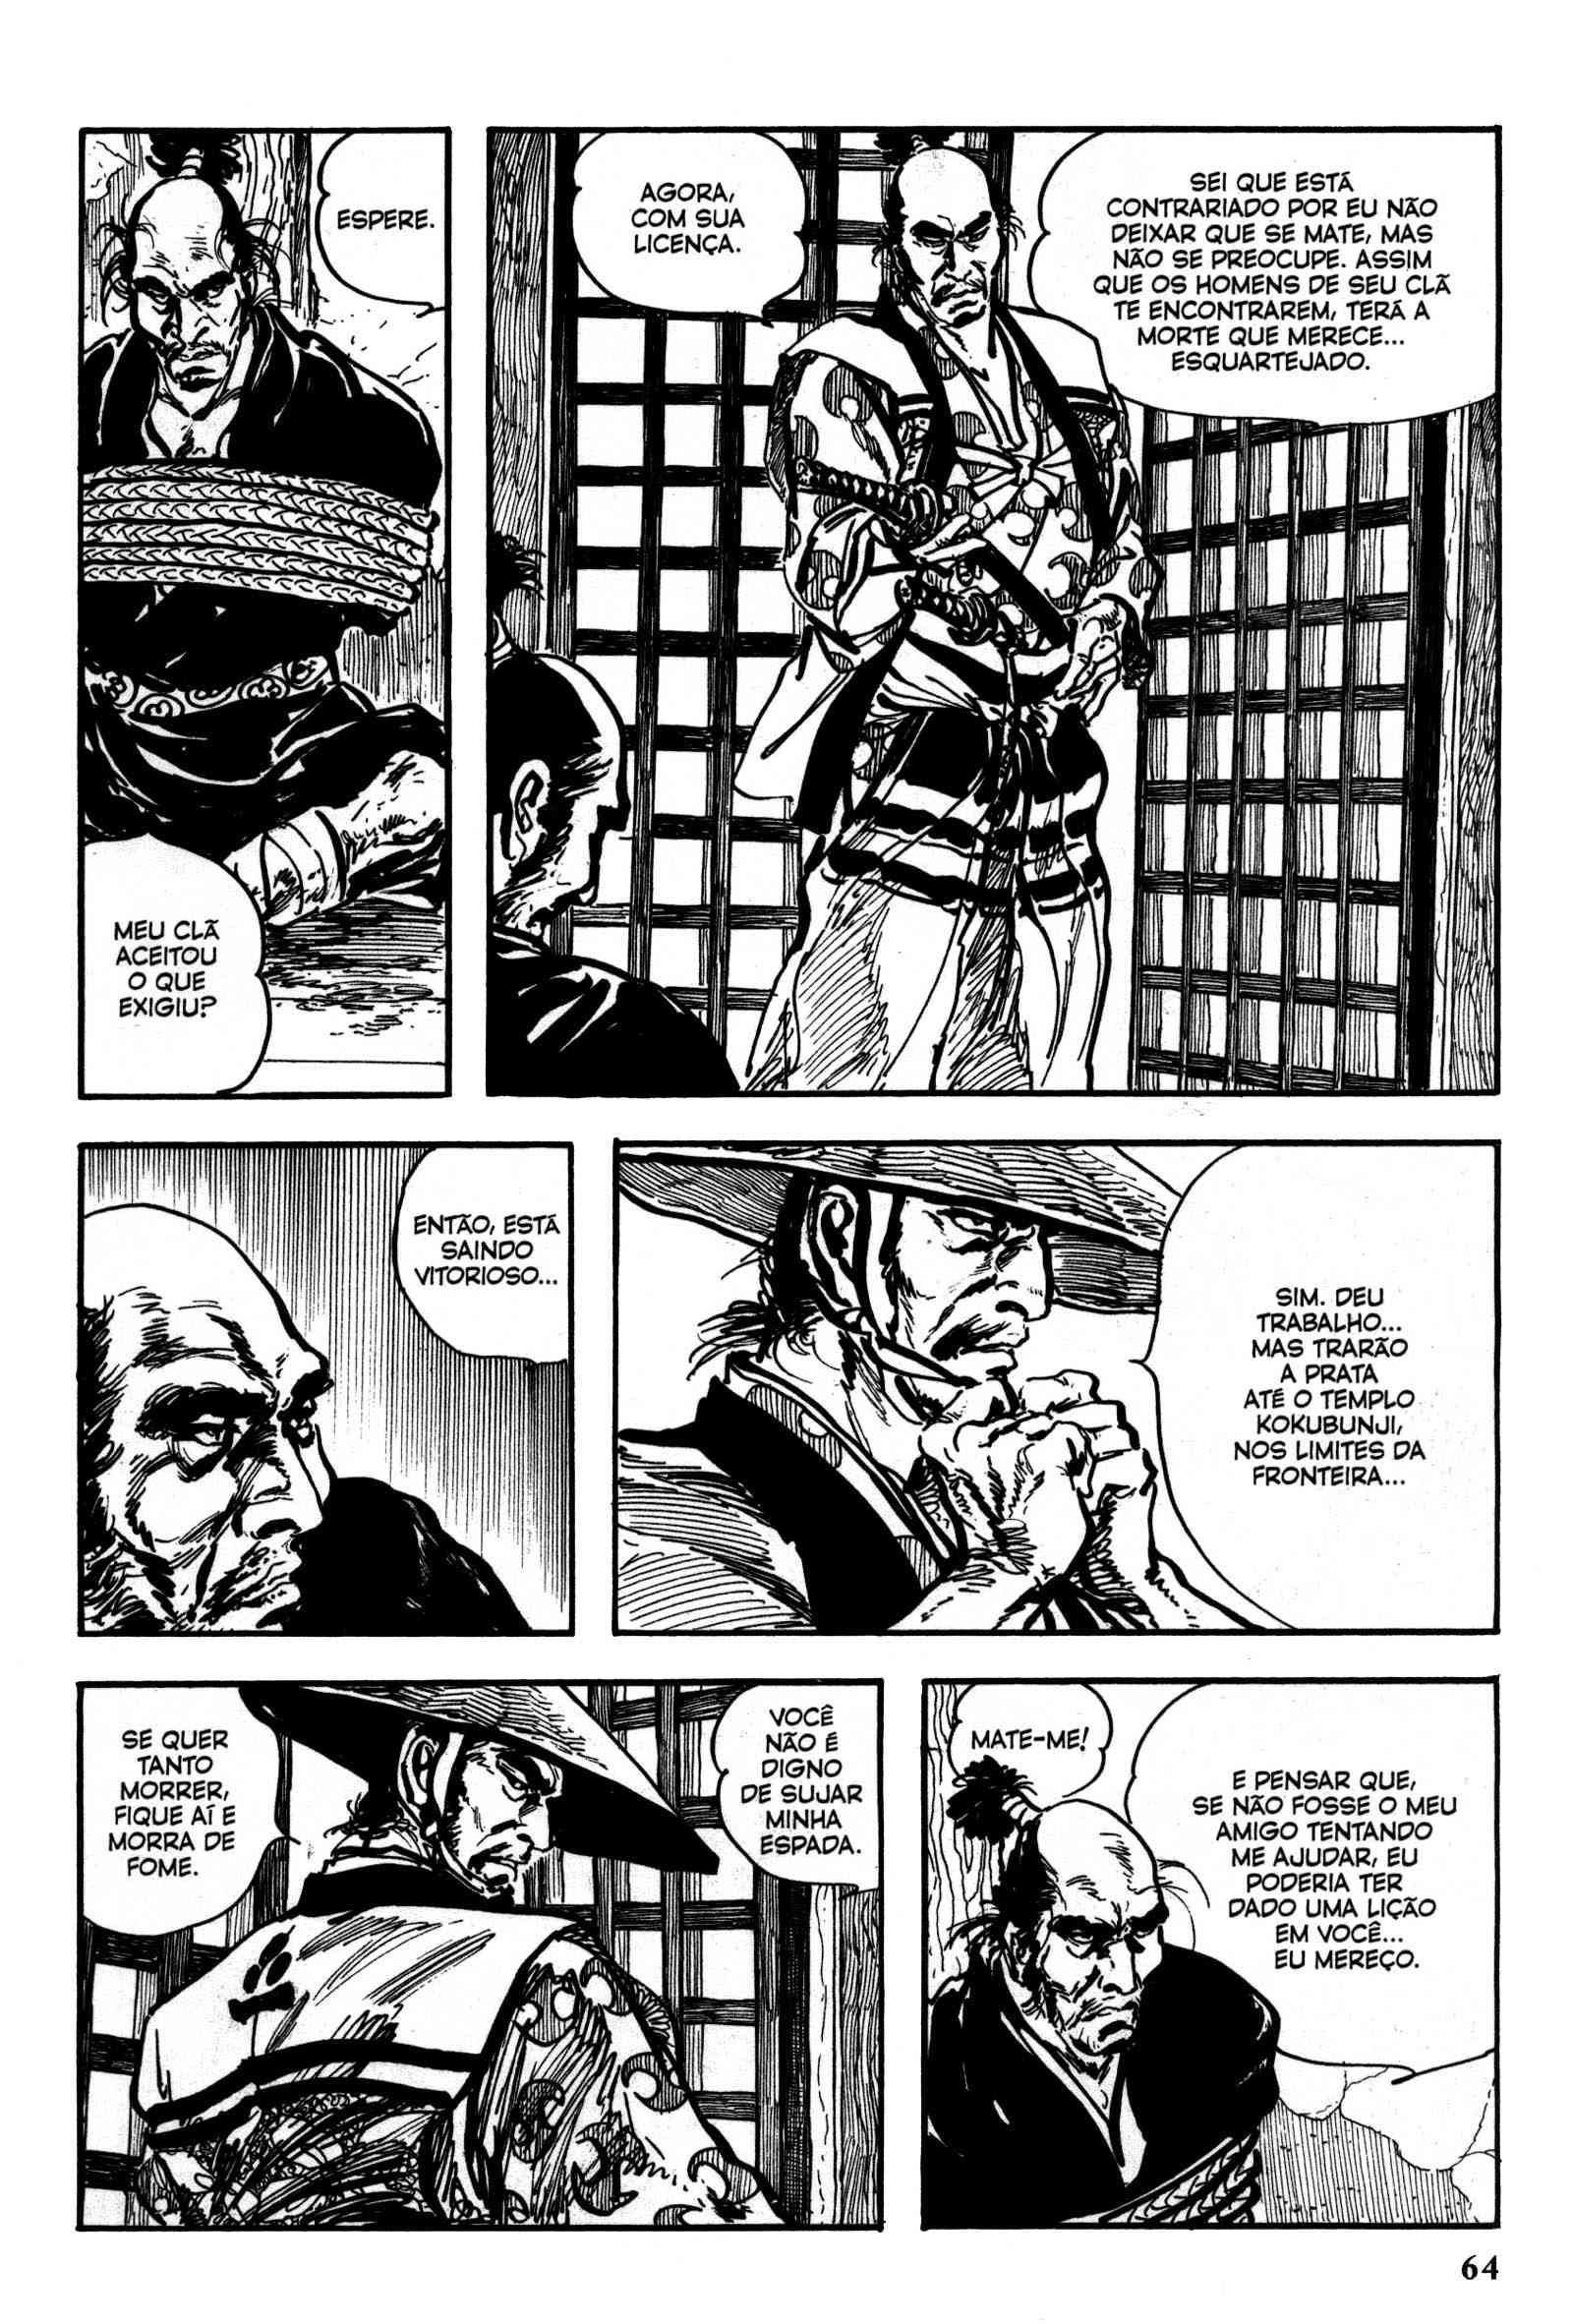 SEI QUE ESTÁ
CONTRARIADO POR EU NÃO
DEIXAR QUE SE MATE, MAS
NÃO SE PREOCUPE. ASSIM
QUE OS HOMENS DE SEU CLÃ
TE ENCONTRAREM, TERÁ A
MORTE QUE MERECE...
ESQUARTEJADO.
AGORA,
COM SUA
LICENÇA.
ESPERE.
MEU CLÃ
ACEITOU
O QUE
EXIGIU?
SIM. DEU
TRABALHO...
MAS TRARÃO
A PRATA
ATÉ O TEMPLO
KOKUBUNJI,
NOS LIMITES DA
FRONTEIRA...
ENTÃO, ESTÁ
SAINDO
VITORIOSO...
E PENSAR QUE,
SE NÃO FOSSE O MEU
AMIGO TENTANDO
ME AJUDAR, EU
PODERIA TER
DADO UMA LIÇÃO
EM VOCÊ...
EU MEREÇO.
MATE-ME!
VOCÊ
NÃO É
DIGNO
DE SUJAR
MINHA
ESPADA.
SE QUER
TANTO
MORRER,
FIQUE AÍ E
MORRA DE
FOME.
64